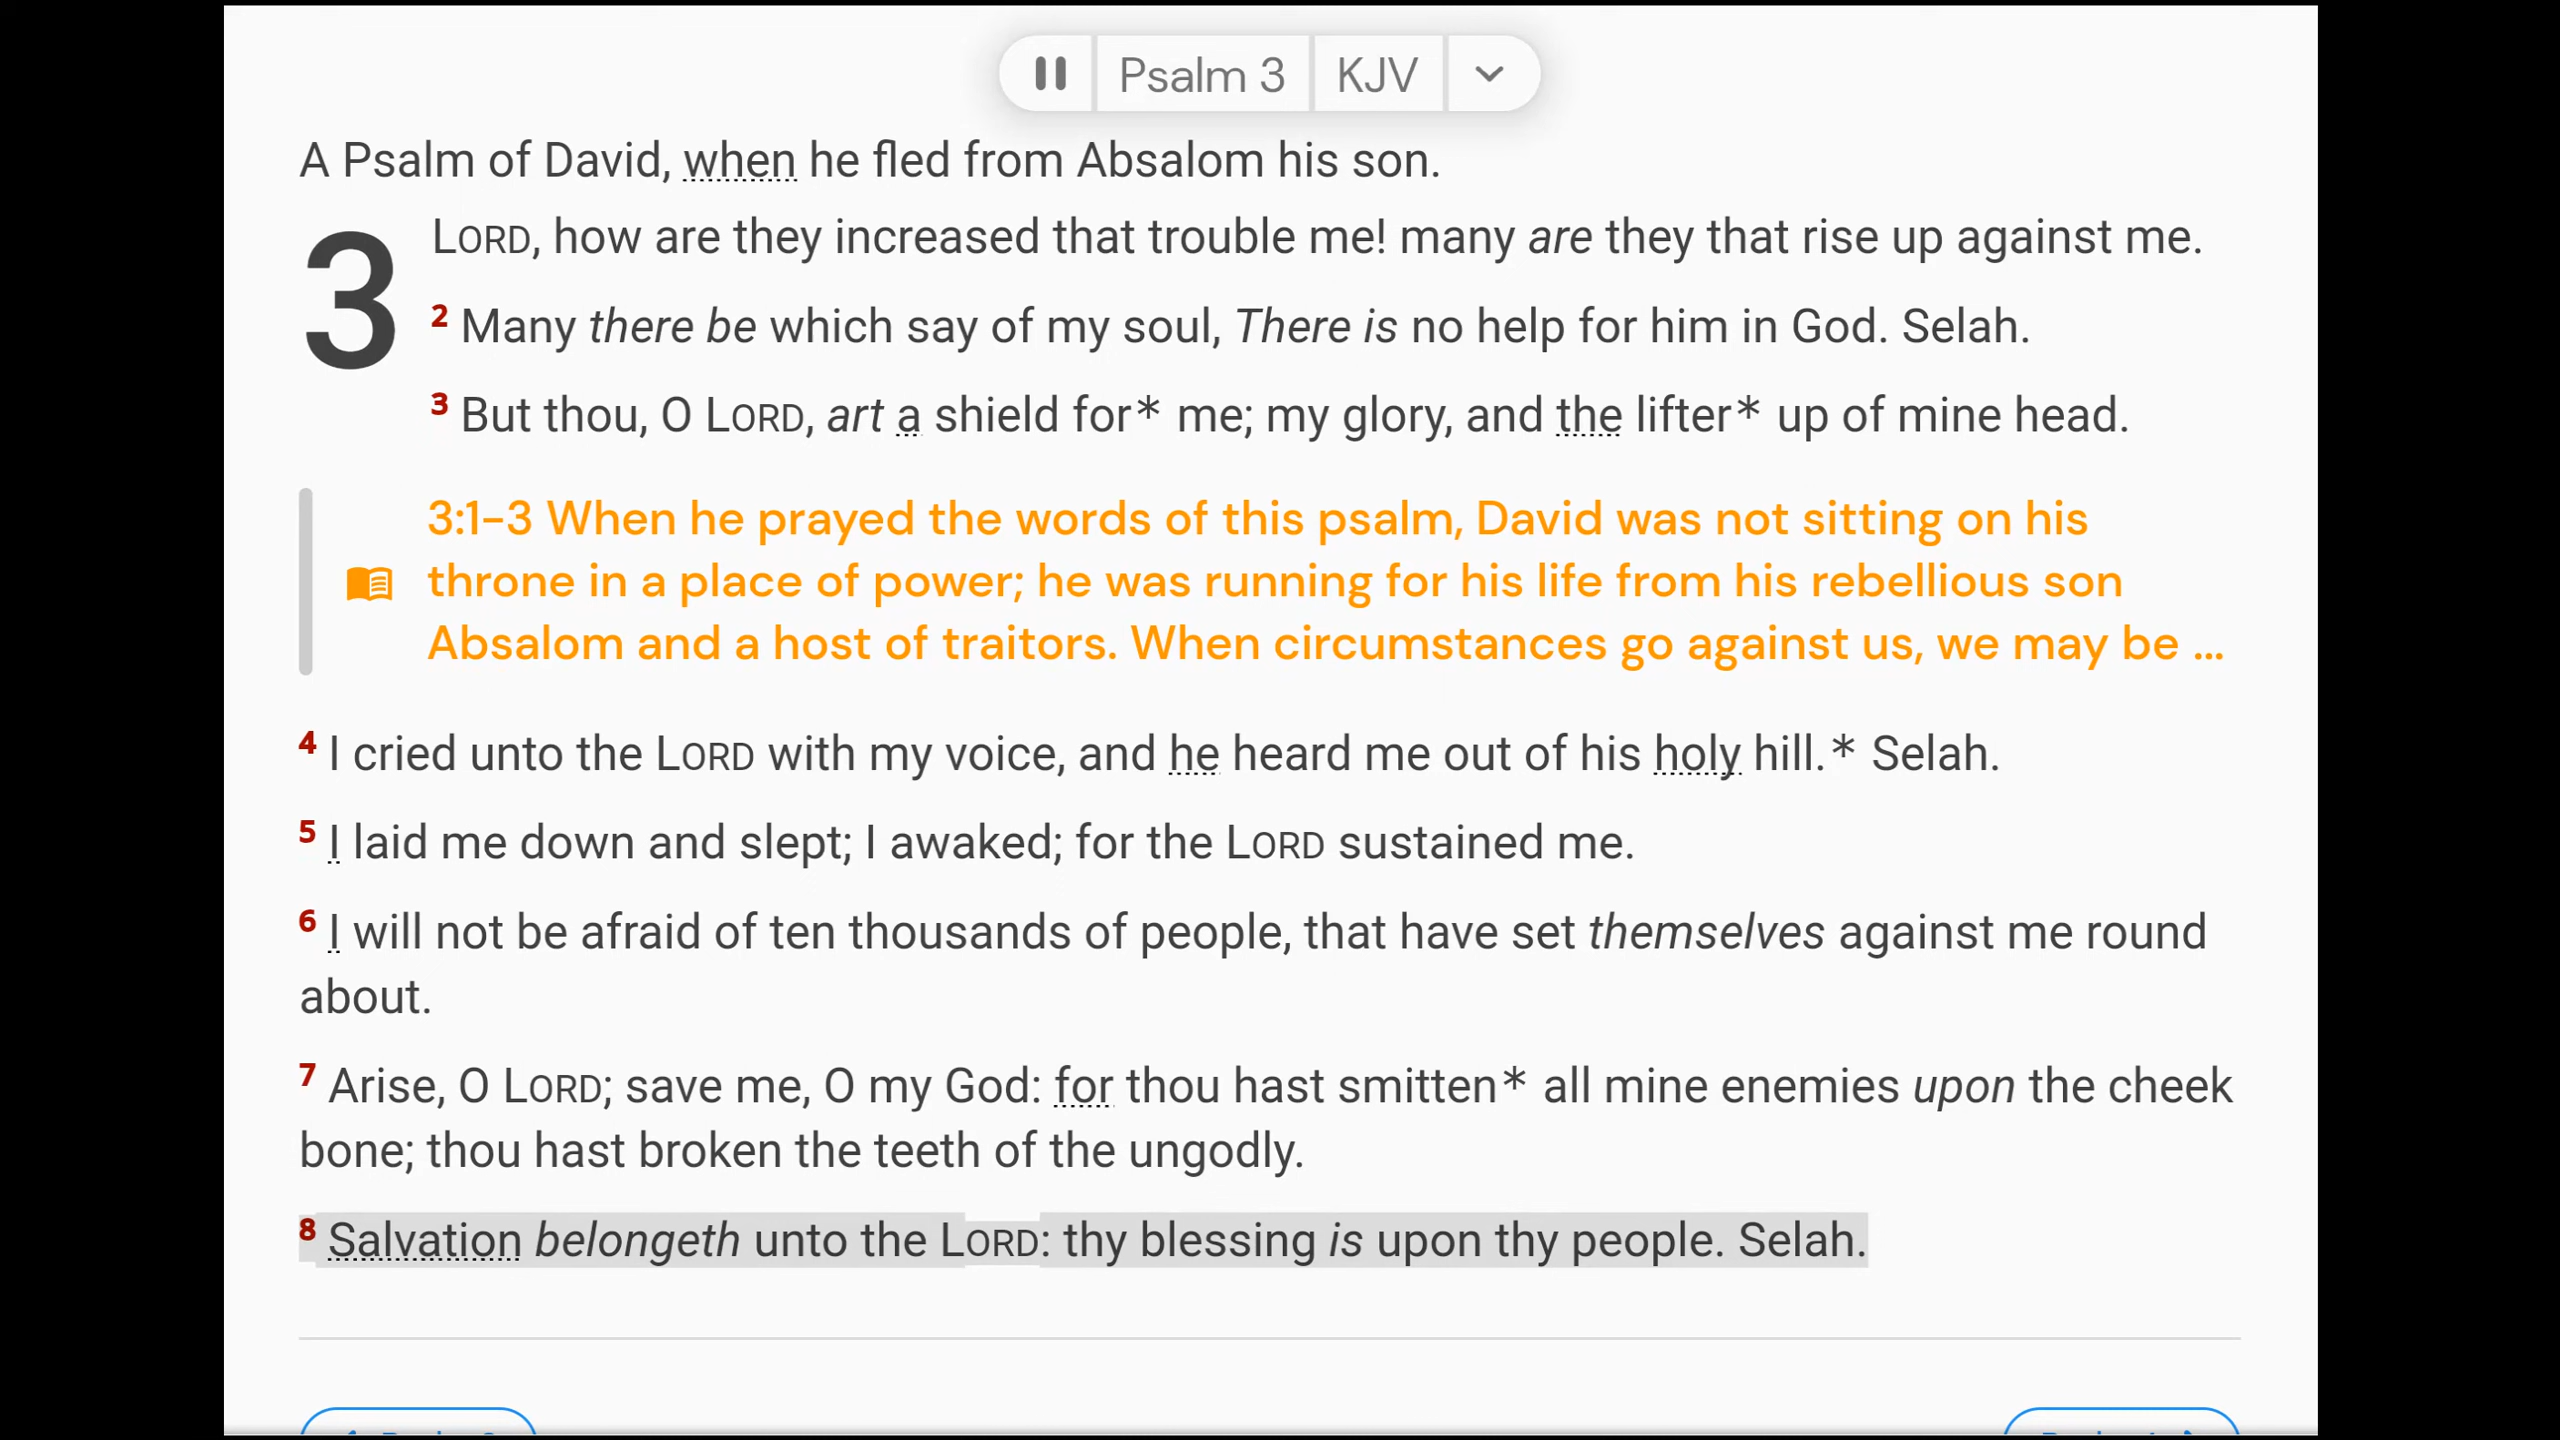 Psalm 3 KJV
A Psalm of David, when he fled from Absalom his son.
3 LORD, how are they increased that trouble me! many are they that rise up against me.
2 Many there be which say of my soul, There is no help for him in God. Selah.
3 But thou, O LORD, art a shield for* me; my glory, and the lifter* up of mine head.
3:1–3 When he prayed the words of this psalm, David was not sitting on his
throne in a place of power; he was running for his life from his rebellious son
Absalom and a host of traitors. When circumstances go against us, we may be ...
4 I cried unto the LORD with my voice, and he heard me out of his holy hill.* Selah.
5 I laid me down and slept; I awaked; for the LORD sustained me.
6 I will not be afraid of ten thousands of people, that have set themselves against me round
about.
7 Arise, O LORD; save me, O my God: for thou hast smitten* all mine enemies upon the cheek
bone; thou hast broken the teeth of the ungodly.
8 Salvation belongeth unto the LORD: thy blessing is upon thy people. Selah.